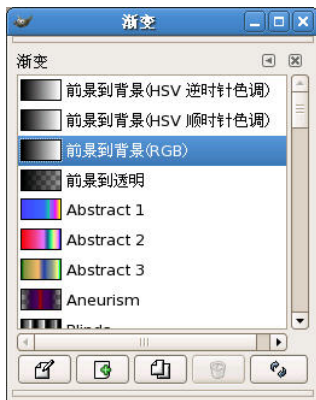 渐变
渐变
前景到背景(HSV 逆时针色调)
前景到背景(HSV 顺时针色调)
前景到背景(RGB)
前景到透明
Abstract 1
Abstract 2
Abstract 3
Aneurism